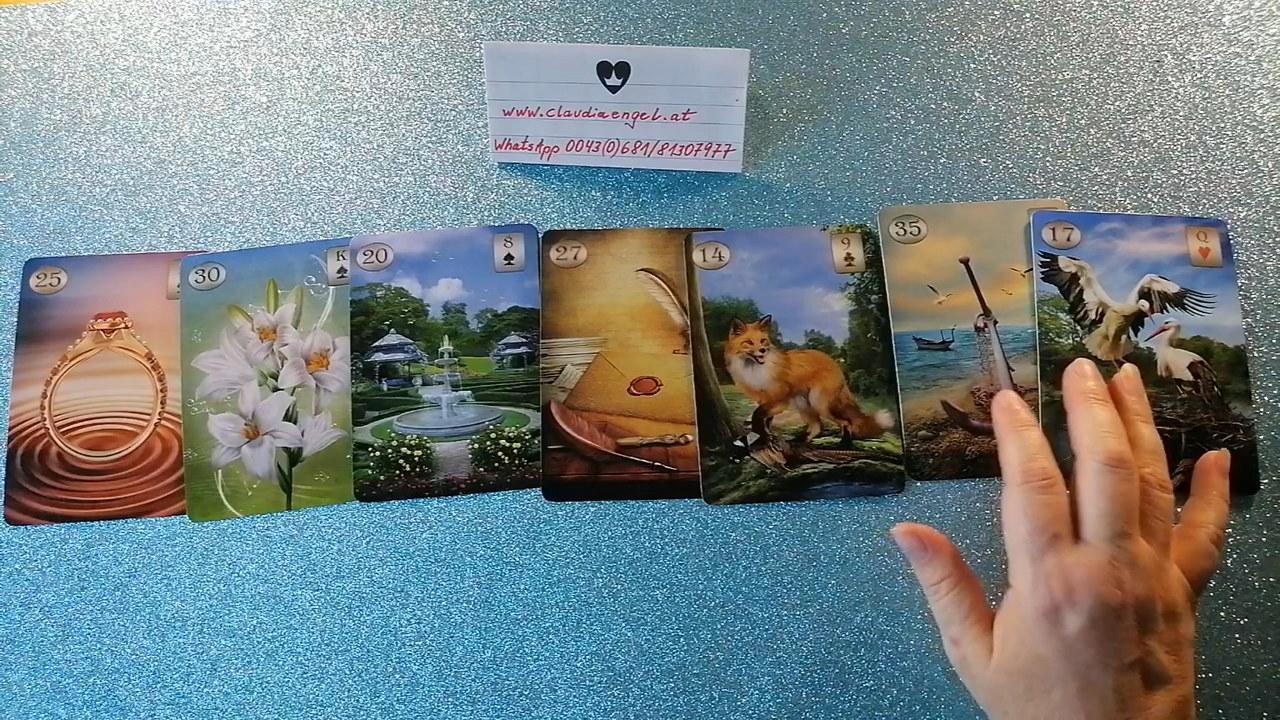 www.claudiaengel.at
WhatsApp 0043(0)681/81307977
25
30 K
20 8
27
14 9
35
17 Q